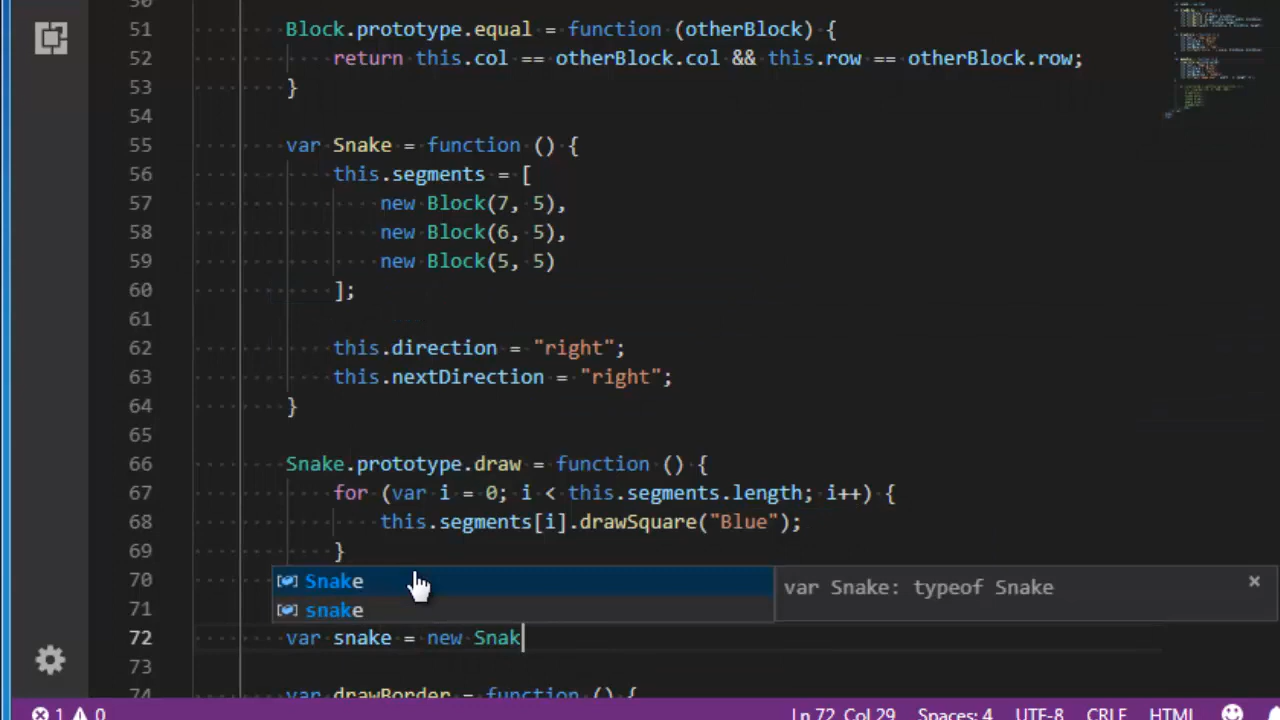 50
51 Block.prototype.equal = function (otherBlock) {
52 return this.col == otherBlock.col && this.row == otherBlock.row;
53 }
54
55 var Snake = function () {
56 this.segments = [
57 new Block(7, 5),
58 new Block(6, 5),
59 new Block(5, 5)
60 ];
61
62 this.direction = "right";
63 this.nextDirection = "right";
64 }
65
66 Snake.prototype.draw = function () {
67 for (var i = 0; i < this.segments.length; i++) {
68 this.segments[i].drawSquare("Blue");
69 }
70 Snake var Snake: typeof Snake ×
71 snake
72 var snake = new Snak
73
74 var drawBorder = function () {
1 0 Ln 72, Col 29 Spaces: 4 UTF-8 CRLF HTML